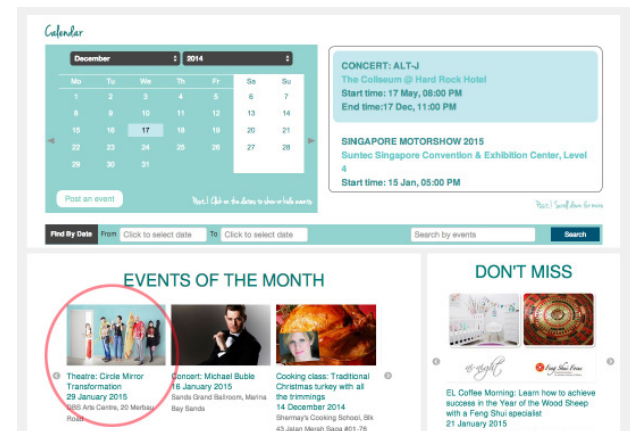 Calendar
December 2014
Mo Tu We Th Fr Sa Su
1 2 3 4 5 6 7
8 9 10 11 12 13 14
15 16 17 18 19 20 21
22 23 24 25 26 27 28
29 30 31
Post an event
Psst! Click on the dates to show or hide events
CONCERT: ALT-J
The Coliseum @ Hard Rock Hotel
Start time: 17 May, 08:00 PM
End time:17 Dec, 11:00 PM
SINGAPORE MOTORSHOW 2015
Suntec Singapore Convention & Exhibition Center, Level
4
Start time: 15 Jan, 05:00 PM
Psst! Scroll down for more
Find By Date From Click to select date To Click to select date Search by events Search
EVENTS OF THE MONTH
Theatre: Circle Mirror
Transformation
29 January 2015
DBS Arts Centre, 20 Merbau
Road
Concert: Michael Buble
16 January 2015
Sands Grand Ballroom, Marina
Bay Sands
Cooking class: Traditional
Christmas turkey with all
the trimmings
14 December 2014
Shermay's Cooking School, Blk
43 Jalan Merah Saga #01-76
DON'T MISS
ni-night
Feng Shui Focus
EL Coffee Morning: Learn how to achieve
success in the Year of the Wood Sheep
with a Feng Shui specialist
21 January 2015